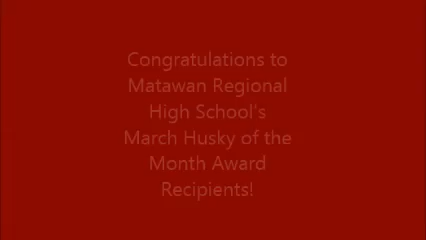 Congratulations to
Matawan Regional
High School's
March Husky of the
Month Award
Recipients!